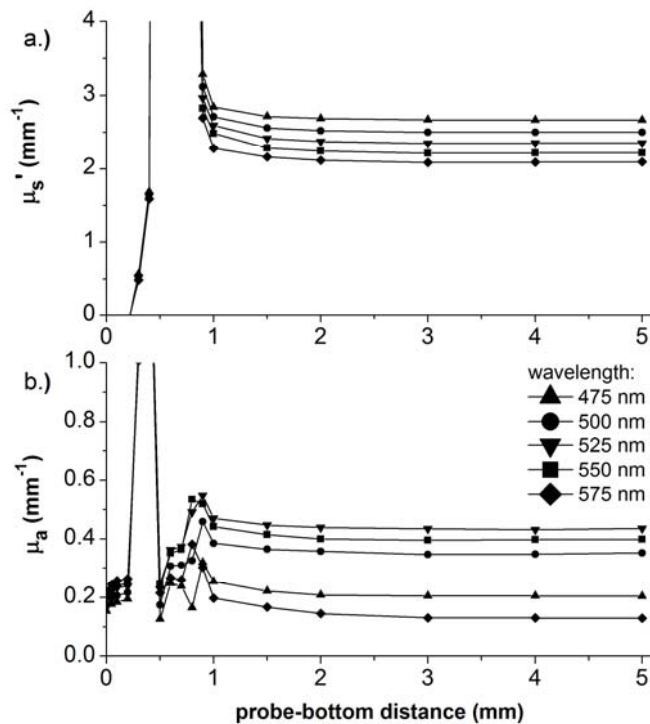 a.)
4
3
2
1
0
μs' (mm-1)
0 1 2 3 4 5
b.)
1.0
0.8
0.6
0.4
0.2
0.0
μa (mm-1)
wavelength:
475 nm
500 nm
525 nm
550 nm
575 nm
0 1 2 3 4 5
probe-bottom distance (mm)